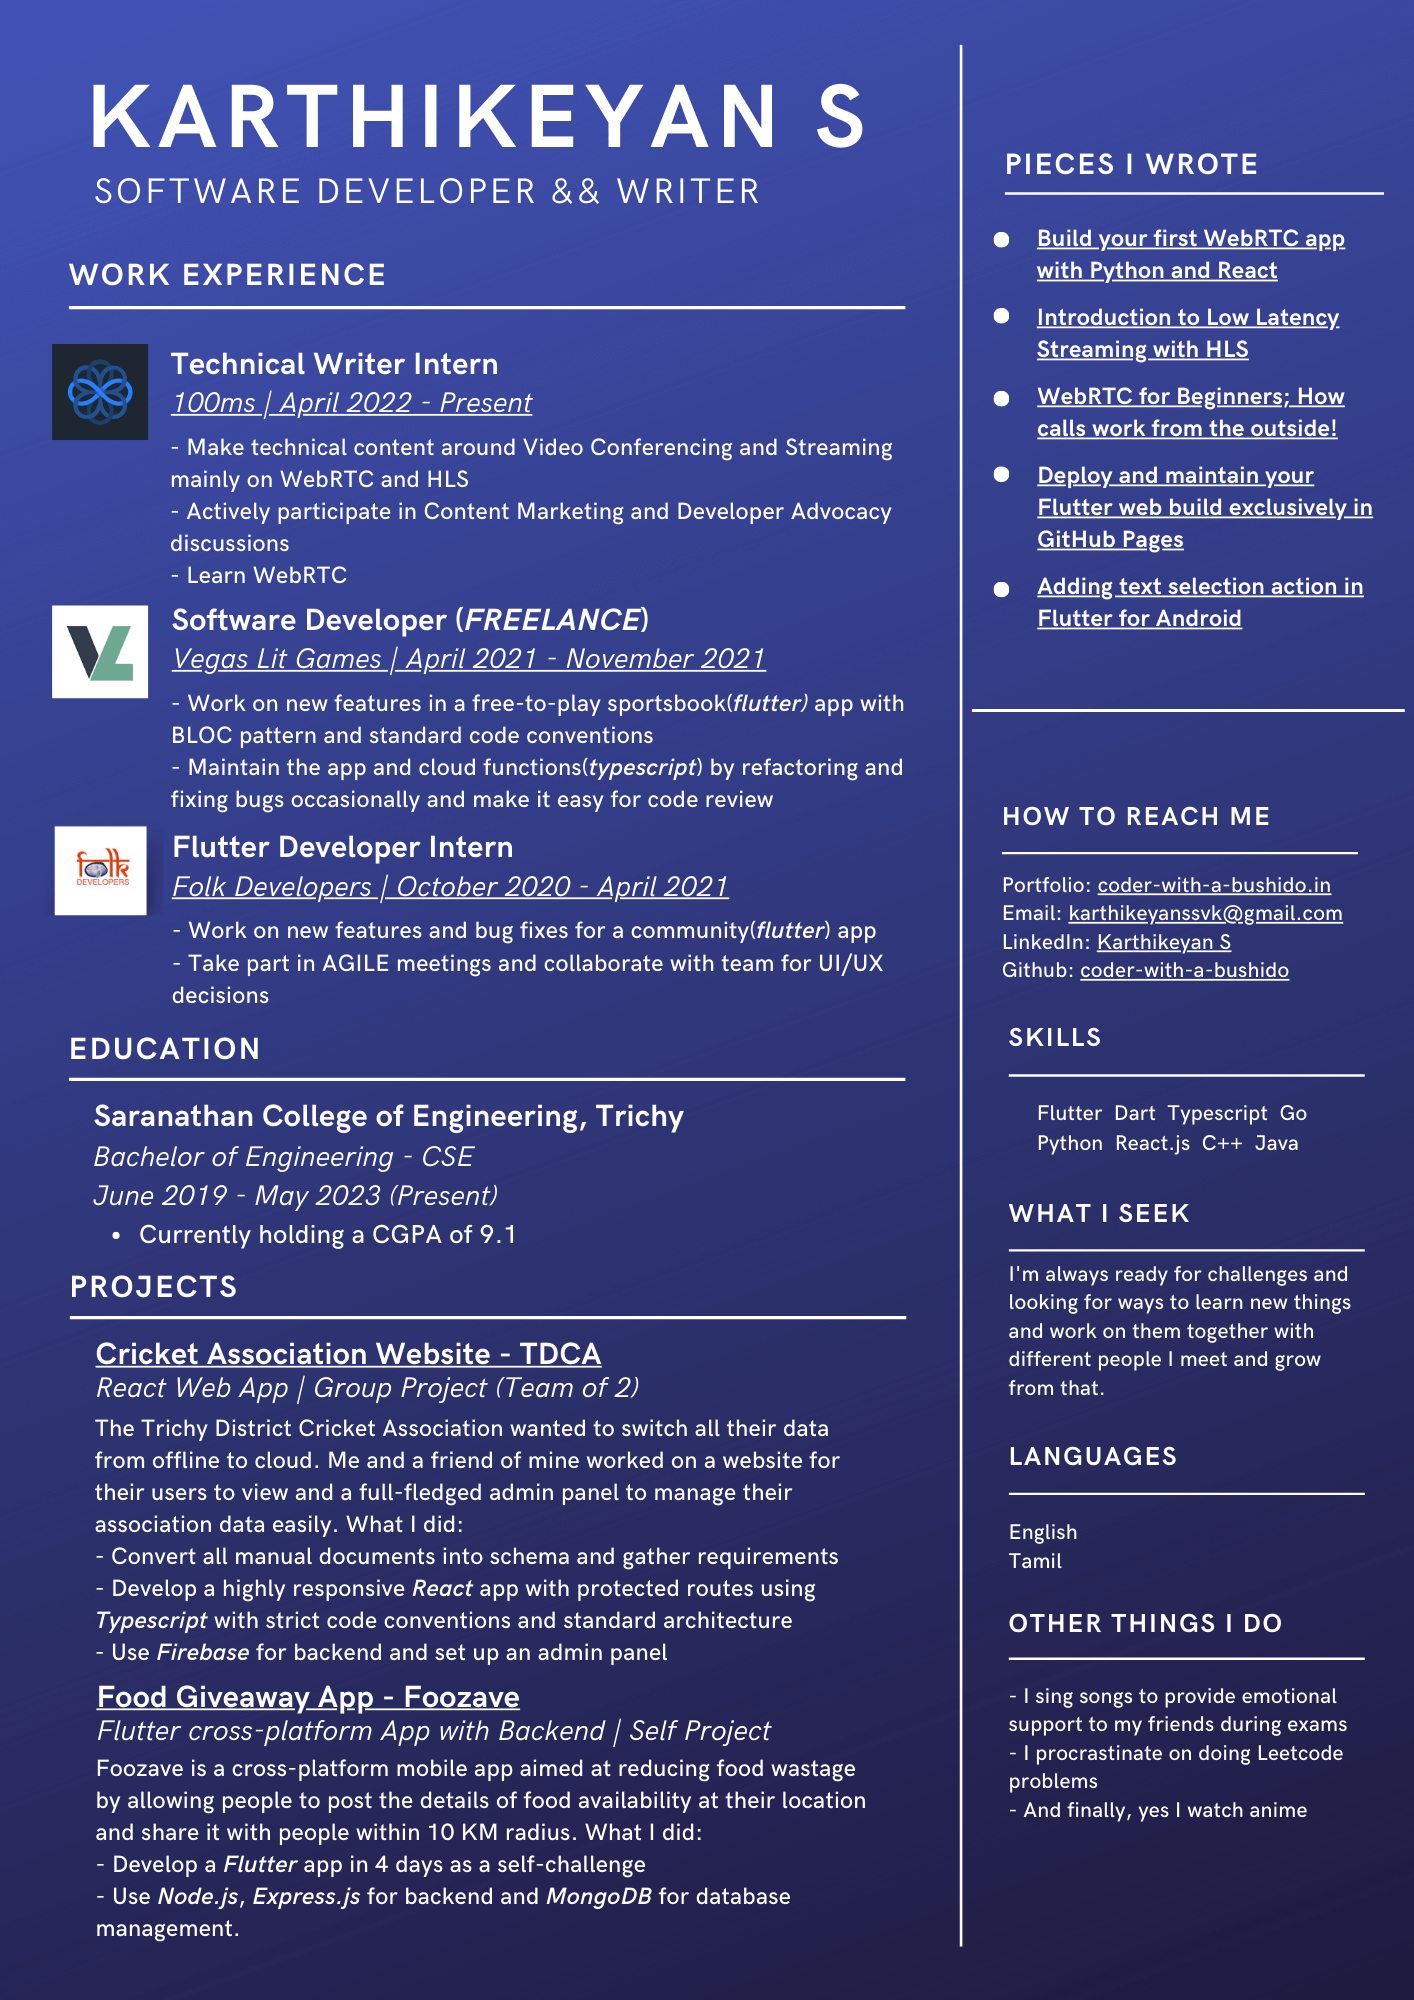 KARTHIKEYAN S
SOFTWARE DEVELOPER && WRITER
WORK EXPERIENCE
Technical Writer Intern
100ms | April 2022 - Present
- Make technical content around Video Conferencing and Streaming
mainly on WebRTC and HLS
- Actively participate in Content Marketing and Developer Advocacy
discussions
- Learn WebRTC
VL
Software Developer (FREELANCE)
Vegas Lit Games | April 2021 - November 2021
- Work on new features in a free-to-play sportsbook(flutter) app with
BLOC pattern and standard code conventions
- Maintain the app and cloud functions(typescript) by refactoring and
fixing bugs occasionally and make it easy for code review
folk
DEVELOPERS
Flutter Developer Intern
Folk Developers | October 2020 - April 2021
- Work on new features and bug fixes for a community(flutter) app
- Take part in AGILE meetings and collaborate with team for UI/UX
decisions
EDUCATION
Saranathan College of Engineering, Trichy
Bachelor of Engineering - CSE
June 2019 - May 2023 (Present)
• Currently holding a CGPA of 9.1
PROJECTS
Cricket Association Website - TDCA
React Web App | Group Project (Team of 2)
The Trichy District Cricket Association wanted to switch all their data
from offline to cloud. Me and a friend of mine worked on a website for
their users to view and a full-fledged admin panel to manage their
association data easily. What I did:
- Convert all manual documents into schema and gather requirements
- Develop a highly responsive React app with protected routes using
Typescript with strict code conventions and standard architecture
- Use Firebase for backend and set up an admin panel
Food Giveaway App - Foozave
Flutter cross-platform App with Backend | Self Project
Foozave is a cross-platform mobile app aimed at reducing food wastage
by allowing people to post the details of food availability at their location
and share it with people within 10 KM radius. What I did:
- Develop a Flutter app in 4 days as a self-challenge
- Use Node.js, Express.js for backend and MongoDB for database
management.
PIECES I WROTE
• Build your first WebRTC app
with Python and React
• Introduction to Low Latency
Streaming with HLS
• WebRTC for Beginners; How
calls work from the outside!
• Deploy and maintain your
Flutter web build exclusively in
GitHub Pages
• Adding text selection action in
Flutter for Android
HOW TO REACH ME
Portfolio: coder-with-a-bushido.in
Email: karthikeyanssvk@gmail.com
LinkedIn: Karthikeyan S
Github: coder-with-a-bushido
SKILLS
Flutter Dart Typescript Go
Python React.js C++ Java
WHAT I SEEK
I'm always ready for challenges and
looking for ways to learn new things
and work on them together with
different people I meet and grow
from that.
LANGUAGES
English
Tamil
OTHER THINGS I DO
- I sing songs to provide emotional
support to my friends during exams
- I procrastinate on doing Leetcode
problems
- And finally, yes I watch anime